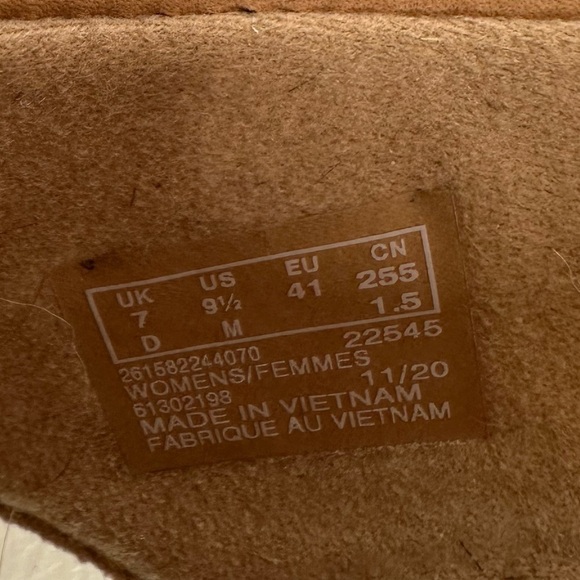 UK US EU CN
7 9½ 41 255
D M 1.5
261582244070 22545
WOMENS/FEMMES
61302198 11/20
MADE IN VIETNAM
FABRIQUE AU VIETNAM